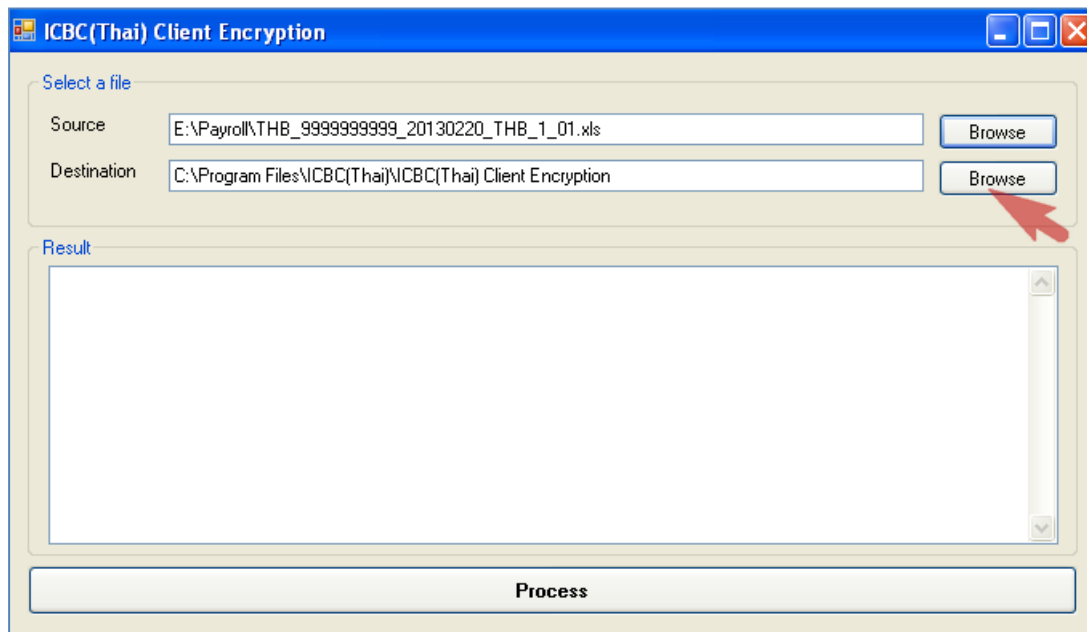 ICBC(Thai) Client Encryption
Select a file
Source E:\Payroll\THB_9999999999_20130220_THB_1_01.xls Browse
Destination C:\Program Files\ICBC(Thai)\ICBC(Thai) Client Encryption Browse
Result
Process